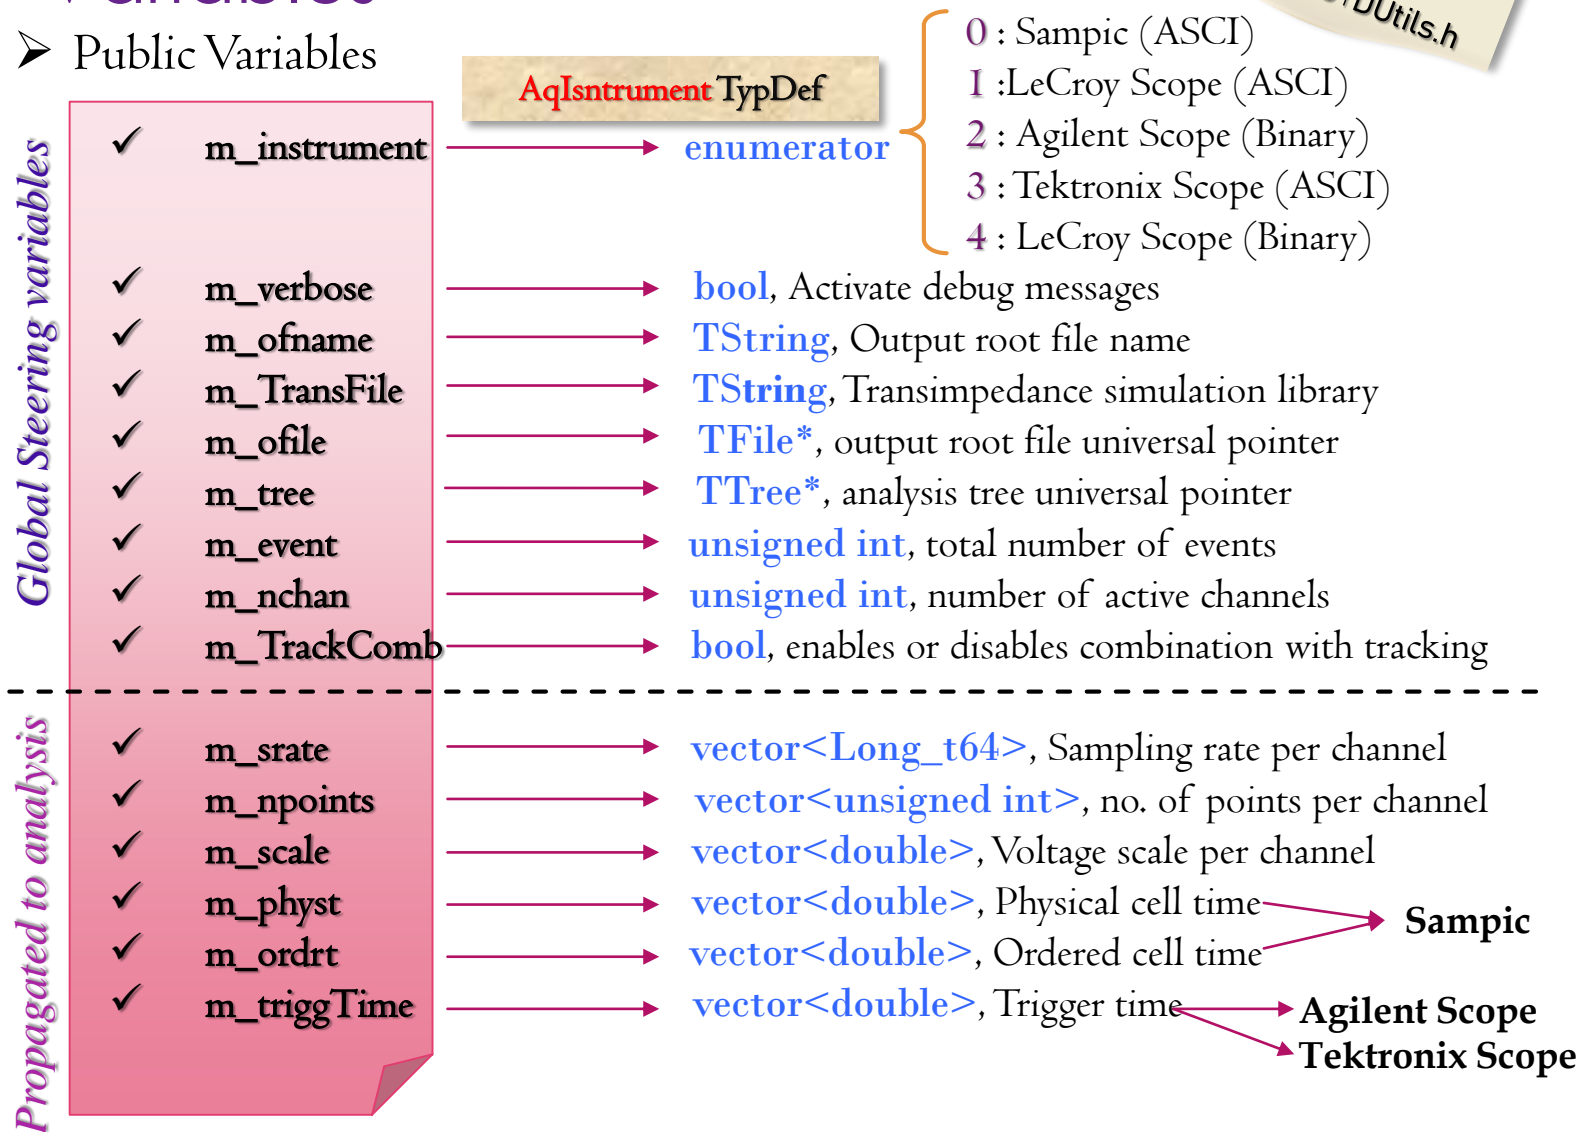 Public Variables
AqIsntrument TypDef
0 : Sampic (ASCI)
1 :LeCroy Scope (ASCI)
2 : Agilent Scope (Binary)
3 : Tektronix Scope (ASCI)
4 : LeCroy Scope (Binary)
Global Steering variables
m_instrument enumerator
m_verbose bool, Activate debug messages
m_ofname TString, Output root file name
m_TransFile TString, Transimpedance simulation library
m_ofile TFile*, output root file universal pointer
m_tree TTree*, analysis tree universal pointer
m_event unsigned int, total number of events
m_nchan unsigned int, number of active channels
m_TrackComb bool, enables or disables combination with tracking
Propagated to analysis
m_srate vector<Long_t64>, Sampling rate per channel
m_npoints vector<unsigned int>, no. of points per channel
m_scale vector<double>, Voltage scale per channel
m_physt vector<double>, Physical cell time
m_ordrt vector<double>, Ordered cell time
Sampic
m_triggTime vector<double>, Trigger time
Agilent Scope
Tektronix Scope